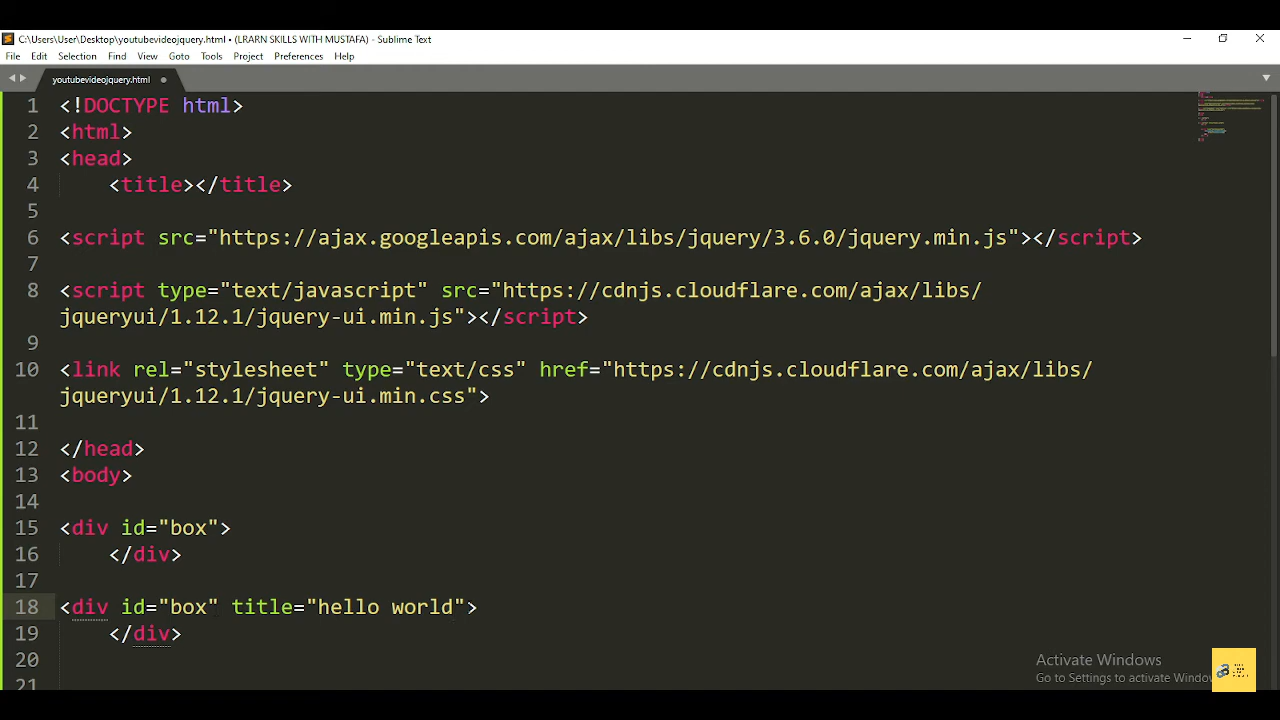 C:\Users\User\Desktop\youtubevideojquery.html • (LRARN SKILLS WITH MUSTAFA) - Sublime Text
File Edit Selection Find View Goto Tools Project Preferences Help
youtubevideojquery.html
1 <!DOCTYPE html>
2 <html>
3 <head>
4 <title></title>
5
6 <script src="https://ajax.googleapis.com/ajax/libs/jquery/3.6.0/jquery.min.js"></script>
7
8 <script type="text/javascript" src="https://cdnjs.cloudflare.com/ajax/libs/
jqueryui/1.12.1/jquery-ui.min.js"></script>
9
10 <link rel="stylesheet" type="text/css" href="https://cdnjs.cloudflare.com/ajax/libs/
jqueryui/1.12.1/jquery-ui.min.css">
11
12 </head>
13 <body>
14
15 <div id="box">
16 </div>
17
18 <div id="box" title="hello world">
19 </div>
20
21
Activate Windows
Go to Settings to activate Windo